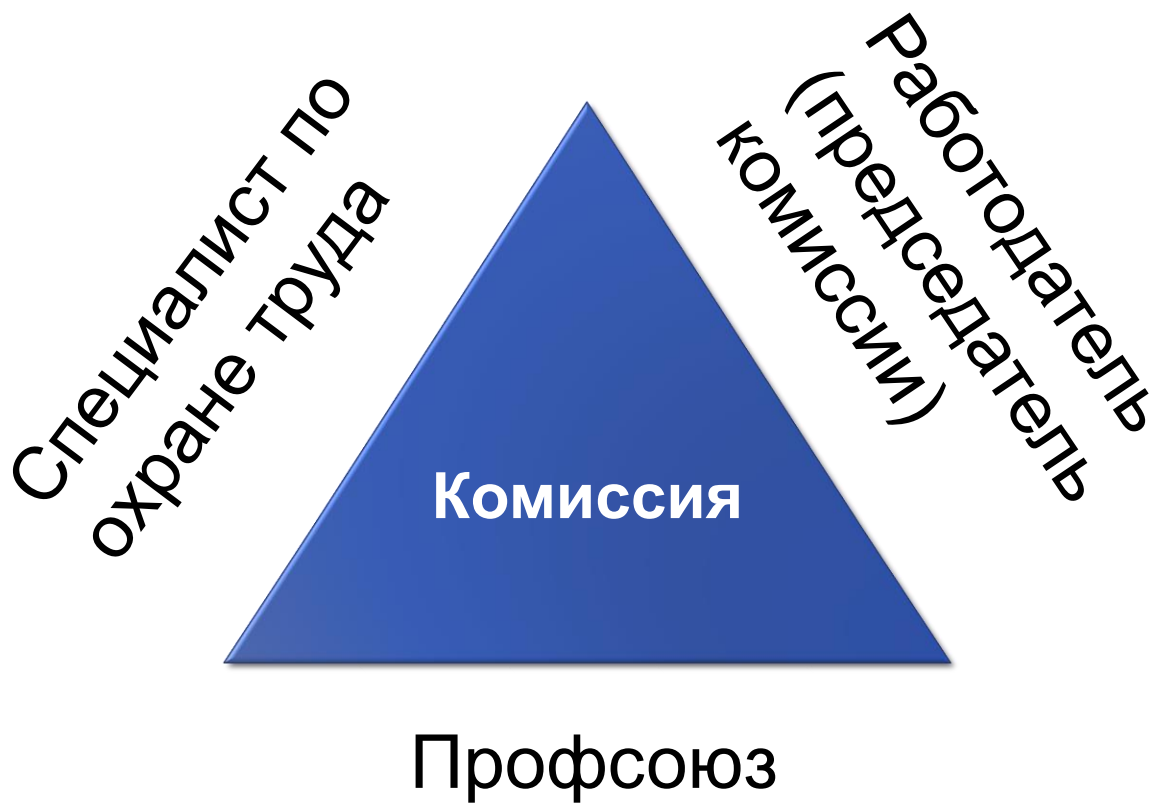 Специалист по
охране труда
Работодатель
(председатель
комиссии)
Комиссия
Профсоюз